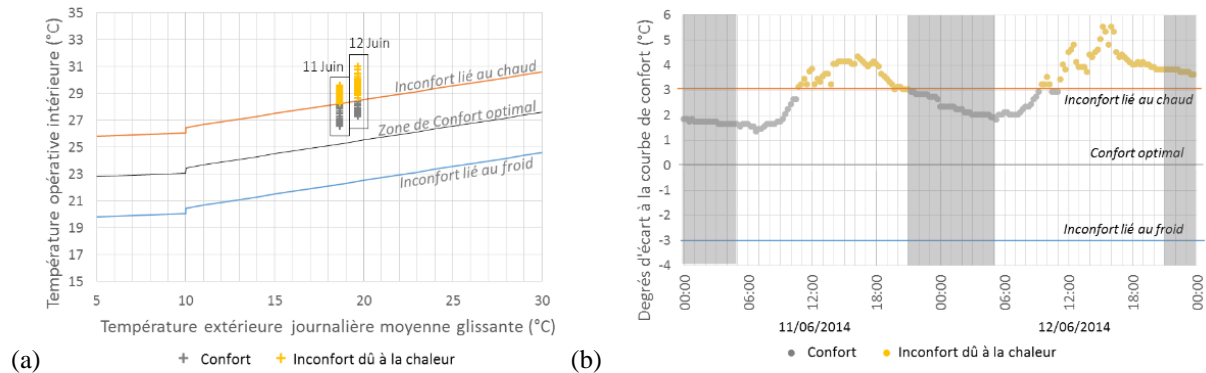 (a)
Température opérative intérieure (°C)
35
33
31
29
27
25
23
21
19
17
15
11 Juin
12 Juin
Inconfort lié au chaud
Zone de Confort optimal
Inconfort lié au froid
5
10
15
20
25
30
Température extérieure journalière moyenne glissante (°C)
Confort
Inconfort dû à la chaleur
(b)
Degrés d'écart à la courbe de confort (°C)
6
5
4
3
2
1
0
-1
-2
-3
-4
Inconfort lié au chaud
Confort optimal
Inconfort lié au froid
00:00
06:00
12:00
18:00
00:00
06:00
12:00
18:00
00:00
11/06/2014
12/06/2014
Confort
Inconfort dû à la chaleur